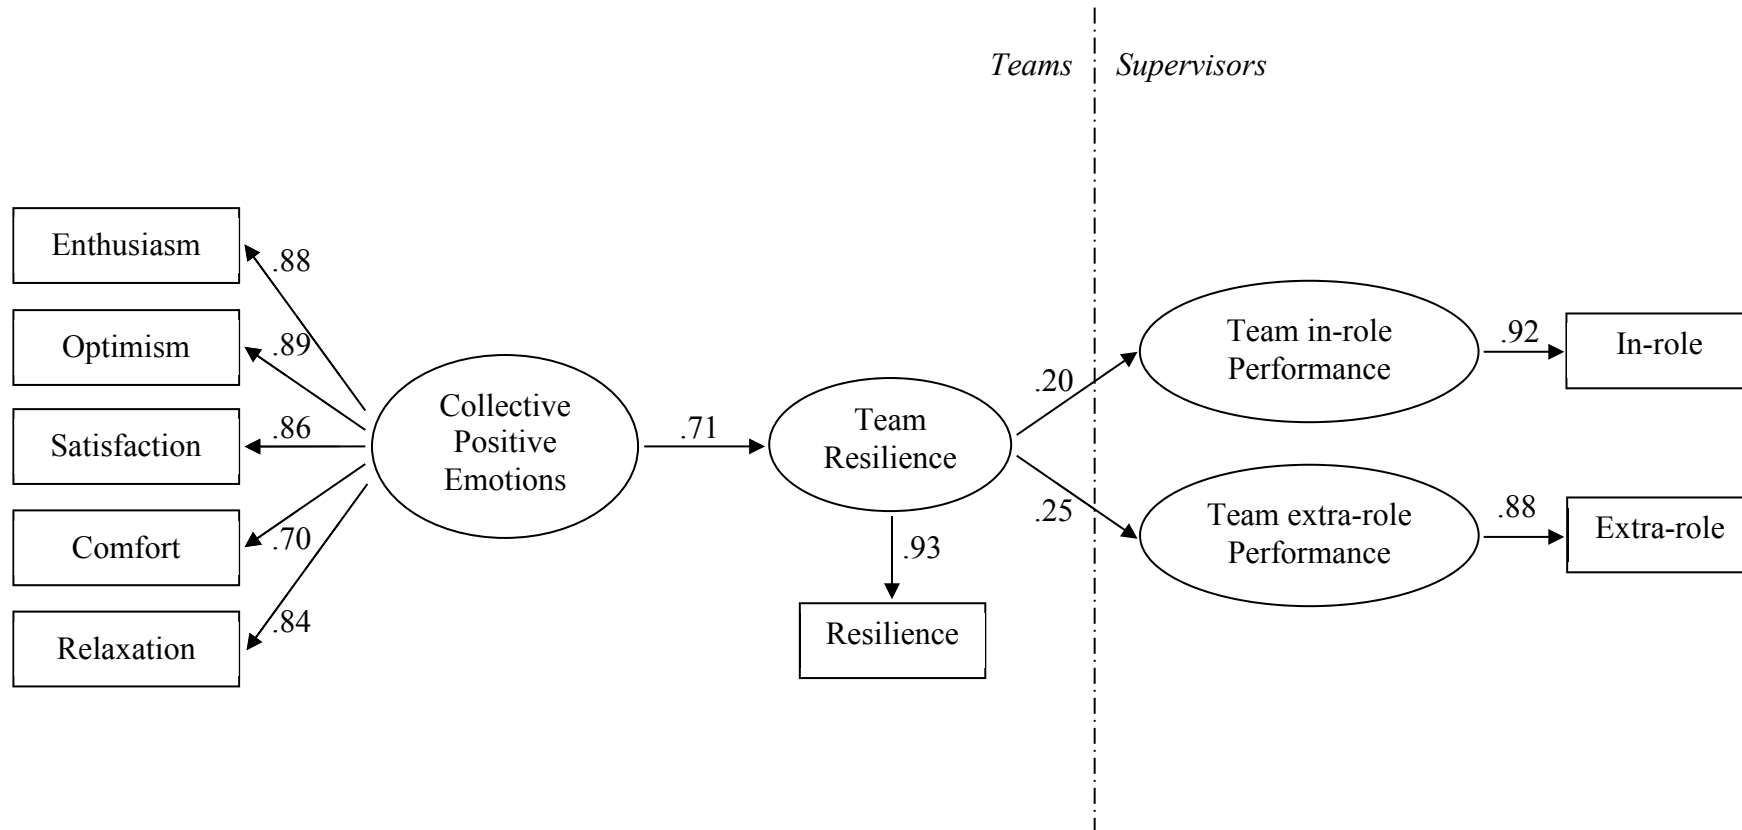 Teams
Supervisors
Enthusiasm
.88
Optimism
.89
Satisfaction
.86
Comfort
.70
Relaxation
.84
Collective
Positive
Emotions
.71
Team
Resilience
.93
Resilience
.20
.25
Team in-role
Performance
.92
In-role
Team extra-role
Performance
.88
Extra-role